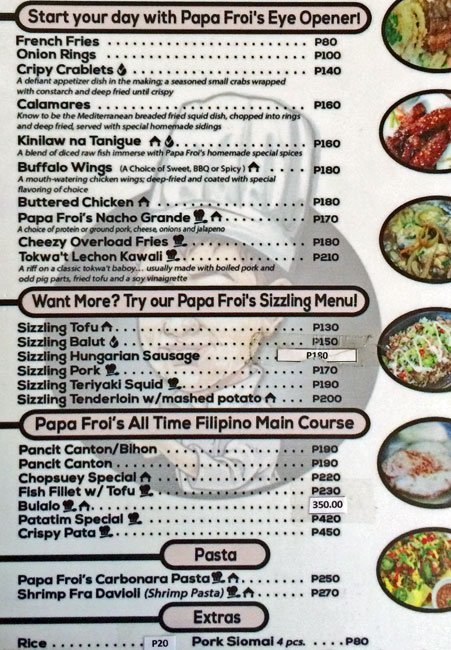 Start your day with Papa Froi's Eye Opener!
French Fries .......................... P80
Onion Rings .......................... P100
Cripy Crablets .......................... P140
A defiant appetizer dish in the making; a seasoned small crabs wrapped
with constarch and deep fried until crispy
Calamares .......................... P160
Know to be the Mediterranean breaded fried squid dish, chopped into rings
and deep fried, served with special homemade sidings
Kinilaw na Tanigue .......................... P160
A blend of diced raw fish immerse with Papa Froi's homemade special spices
Buffalo Wings (A Choice of Sweet, BBQ or Spicy) .......... P180
A mouth-watering chicken wings; deep-fried and coated with special
flavoring of choice
Buttered Chicken .......................... P180
Papa Froi's Nacho Grande .......................... P170
A choice of protein or ground pork, cheese, onions and jalapeno
Cheezy Overload Fries .......................... P180
Tokwa't Lechon Kawali .......................... P210
A riff on a classic tokwa't baboy... usually made with boiled pork and
odd pig parts, fried tofu and a soy vinaigrette
Want More? Try our Papa Froi's Sizzling Menu!
Sizzling Tofu .......................... P130
Sizzling Balut .......................... P150
Sizzling Hungarian Sausage P180
Sizzling Pork .......................... P170
Sizzling Teriyaki Squid .......................... P190
Sizzling Tenderloin w/mashed potato .......... P200
Papa Froi's All Time Filipino Main Course
Pancit Canton/Bihon .......................... P190
Pancit Canton .......................... P190
Chopsuey Special .......................... P220
Fish Fillet w/ Tofu .......................... P230
Bulalo .......................... 350.00
Patatim Special .......................... P420
Crispy Pata .......................... P450
Pasta
Papa Froi's Carbonara Pasta .......................... P250
Shrimp Fra Davioli (Shrimp Pasta) .......... P270
Extras
Rice .......... P20 Pork Siomai 4 pcs. .... P80